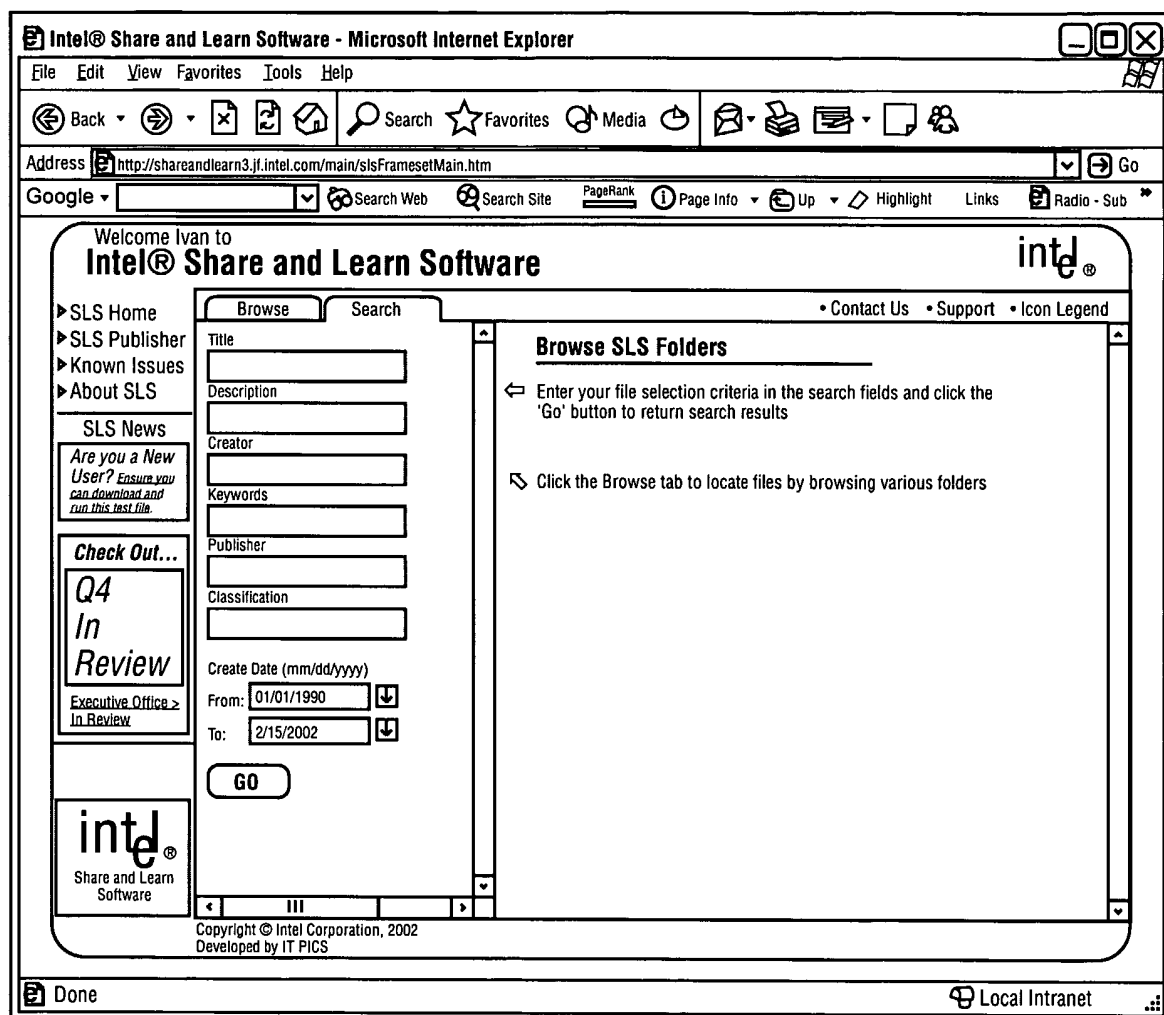 Intel® Share and Learn Software - Microsoft Internet Explorer
File Edit View Favorites Tools Help
Back Search Favorites Media
Address http://shareandlearn3.jf.intel.com/main/slsFramesetMain.htm Go
Google Search Web Search Site PageRank Page Info Up Highlight Links Radio - Sub »
Welcome Ivan to
Intel® Share and Learn Software
intel®
SLS Home
SLS Publisher
Known Issues
About SLS
SLS News
Are you a New
User? Ensure you
can download and
run this test file.
Check Out...
Q4
In
Review
Executive Office >
In Review
intel®
Share and Learn
Software
Browse Search
• Contact Us • Support • Icon Legend
Title
Description
Creator
Keywords
Publisher
Classification
Create Date (mm/dd/yyyy)
From: 01/01/1990
To: 2/15/2002
GO
Browse SLS Folders
Enter your file selection criteria in the search fields and click the
'Go' button to return search results
Click the Browse tab to locate files by browsing various folders
Copyright © Intel Corporation, 2002
Developed by IT PICS
Done Local Intranet